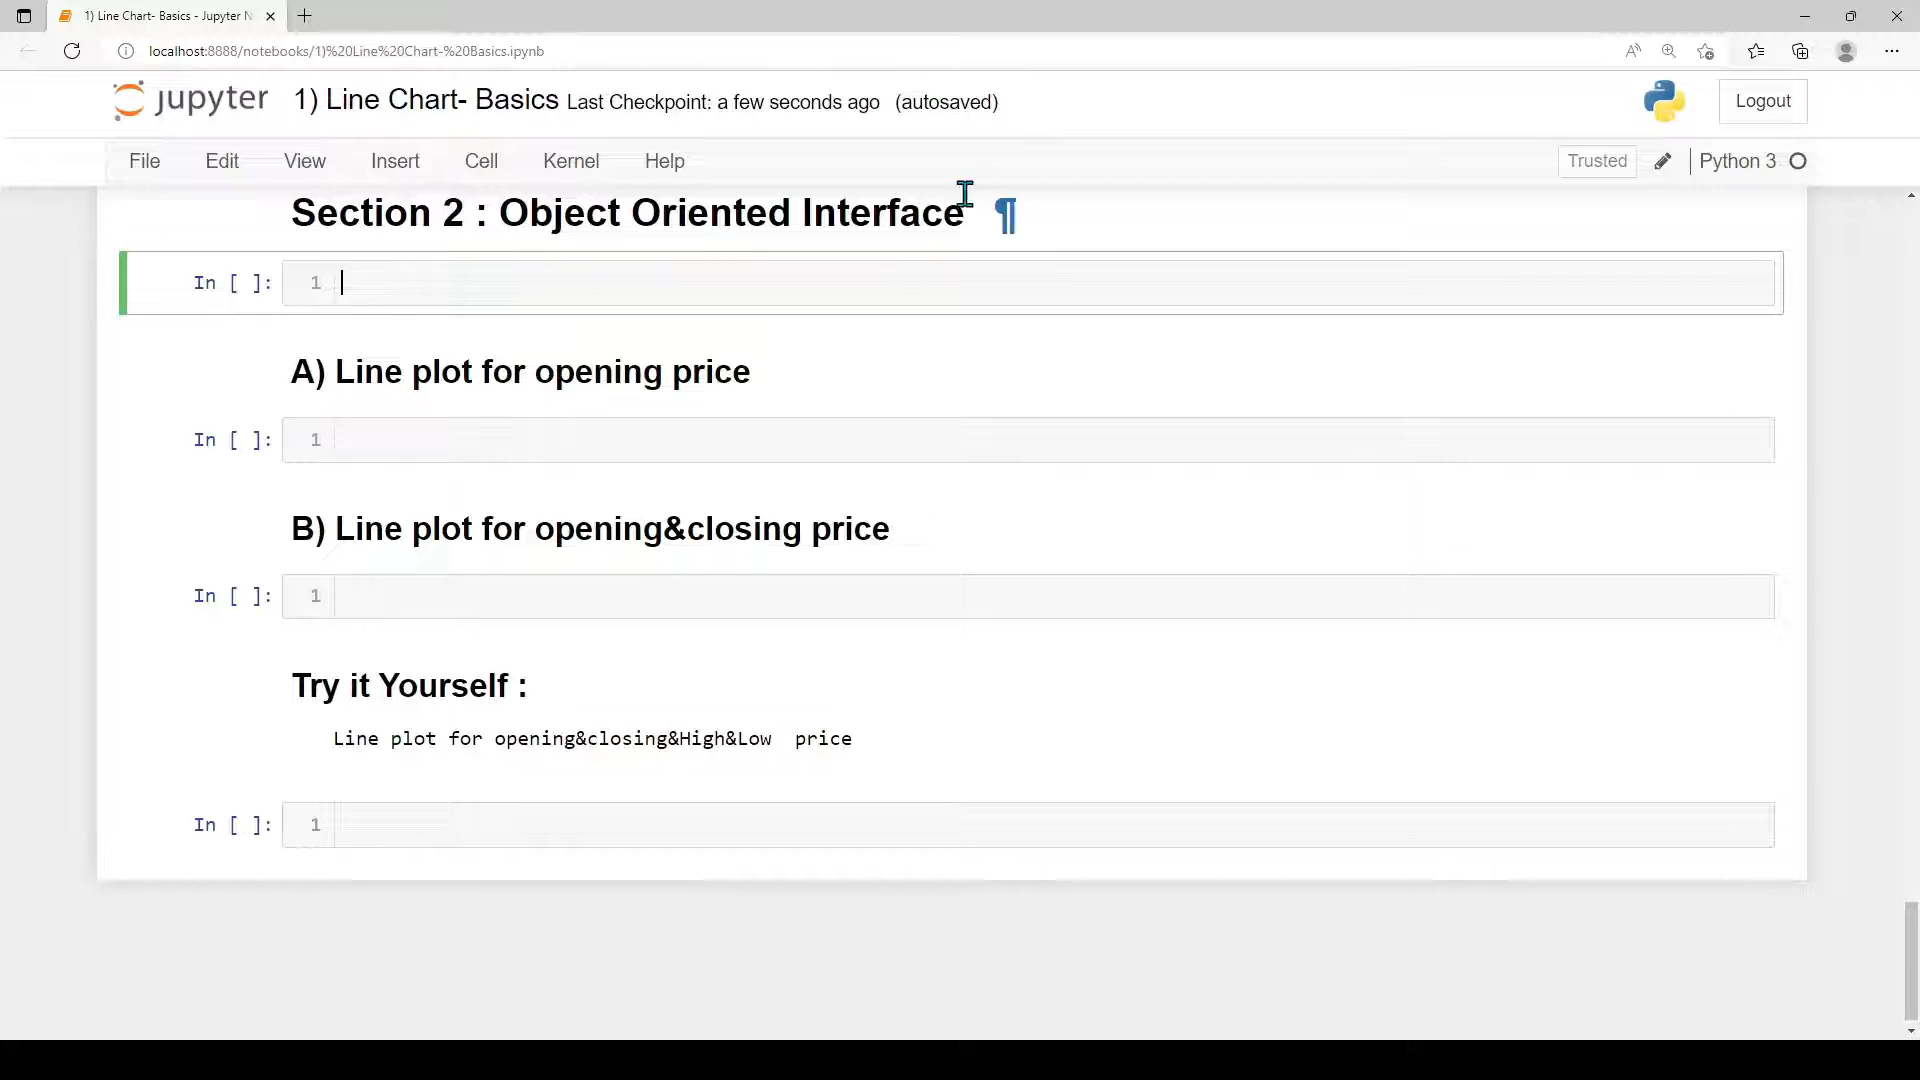 1) Line Chart- Basics - Jupyter N
localhost:8888/notebooks/1)%20Line%20Chart-%20Basics.ipynb
jupyter 1) Line Chart- Basics Last Checkpoint: a few seconds ago (autosaved)
Logout
File Edit View Insert Cell Kernel Help
Trusted Python 3
Section 2 : Object Oriented Interface ¶
In [ ]: 1
A) Line plot for opening price
In [ ]: 1
B) Line plot for opening&closing price
In [ ]: 1
Try it Yourself :
Line plot for opening&closing&High&Low  price
In [ ]: 1